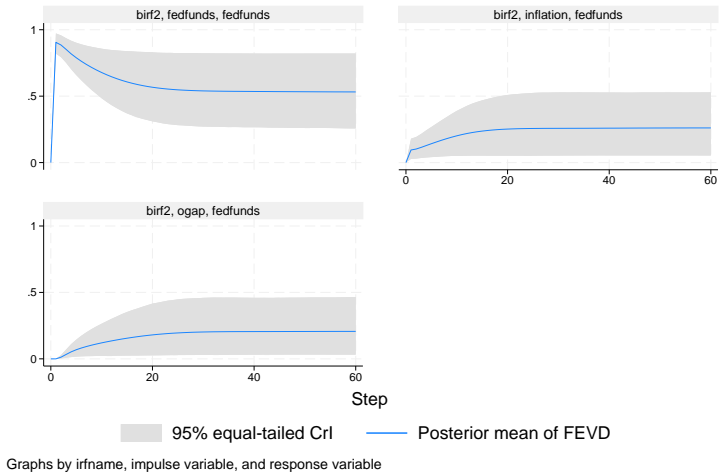 birf2, fedfunds, fedfunds
birf2, inflation, fedfunds
1
.5
0
0 20 40 60
birf2, ogap, fedfunds
1
.5
0
0 20 40 60
Step
95% equal-tailed CrI Posterior mean of FEVD
Graphs by irfname, impulse variable, and response variable